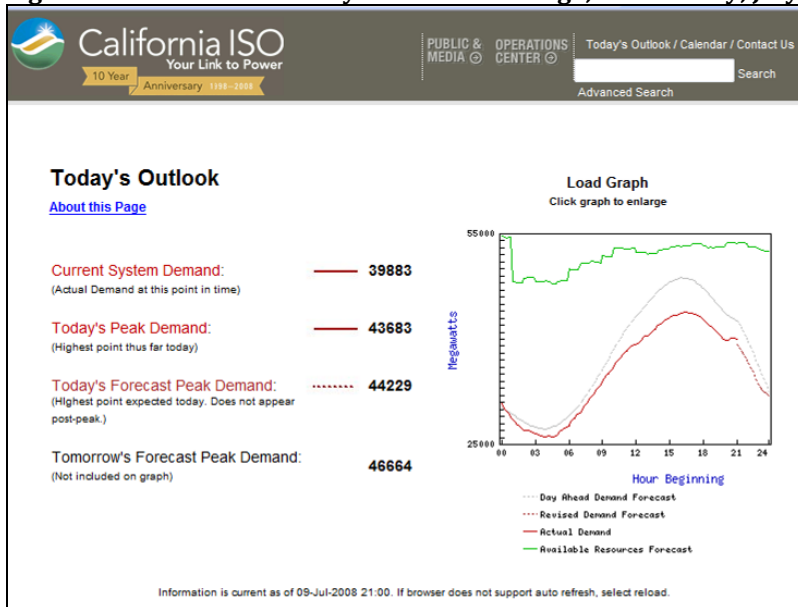 California ISO
Your Link to Power
10 Year
Anniversary 1998-2008
PUBLIC &
MEDIA
OPERATIONS
CENTER
Today's Outlook / Calendar / Contact Us
Search
Advanced Search
Today's Outlook
About this Page
Current System Demand:
39883
(Actual Demand at this point in time)
Today's Peak Demand:
43683
(Highest point thus far today)
Today's Forecast Peak Demand:
44229
(Highest point expected today. Does not appear
post-peak.)
Tomorrow's Forecast Peak Demand:
46664
(Not included on graph)
Load Graph
Click graph to enlarge
55000
Megawatts
25000
00 03 06 09 12 15 18 21 24
Hour Beginning
Day Ahead Demand Forecast
Revised Demand Forecast
Actual Demand
Available Resources Forecast
Information is current as of 09-Jul-2008 21:00. If browser does not support auto refresh, select reload.